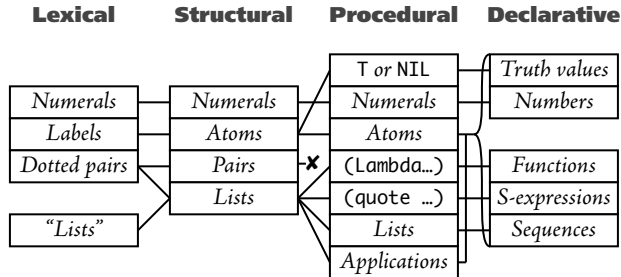 Lexical Structural Procedural Declarative
T or NIL Truth values
Numerals Numerals Numerals Numbers
Labels Atoms Atoms
Dotted pairs Pairs ✘ (Lambda…) Functions
Lists (quote …) S-expressions
“Lists” Lists Sequences
Applications